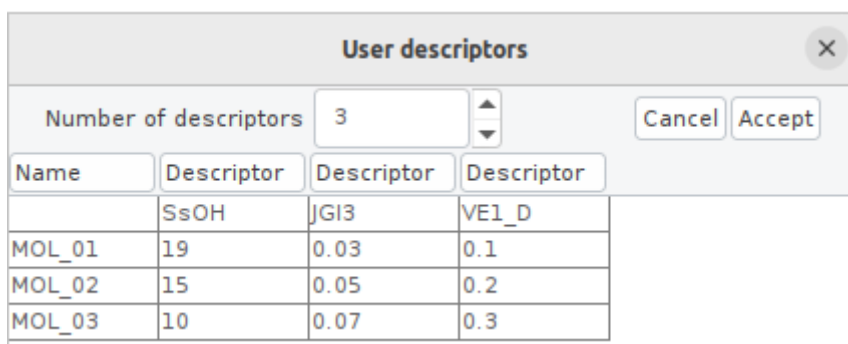 User descriptors
Number of descriptors 3 Cancel Accept
Name Descriptor Descriptor Descriptor
SsOH JGI3 VE1_D
MOL_01 19 0.03 0.1
MOL_02 15 0.05 0.2
MOL_03 10 0.07 0.3